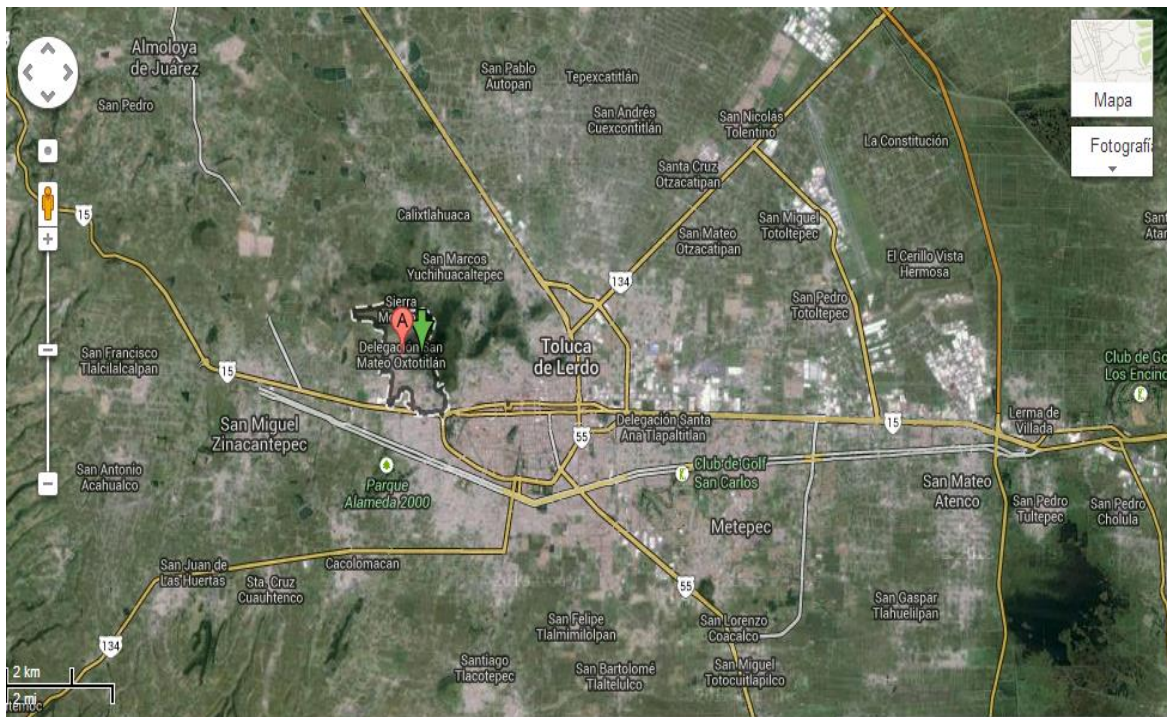 Almoloya
de Juárez
San Pablo
Autopan
Tepexcatitlán
Mapa
San Pedro
San Andrés
Cuexcontitlán
San Nicolás
Tolentino
La Constitución
Fotografí
Santa Cruz
Otzacatipan
15
Calixtlahuaca
San Miguel
Totoltepec
San Mateo
Otzacatipan
San Marcos
Yuchihuacaltepec
El Cerillo Vista
Hermosa
134
Sierra
A
San Pedro
Totoltepec
Delegación San
Mateo Oxtotitlán
Toluca
de Lerdo
San Francisco
Tlalcilalcalpan
15
Club de Go
Los Encino
San Miguel
Zinacantepec
Delegación Santa
Ana Tlapaltitlan
55
15
Lerma de
Villada
San Antonio
Acahualco
Parque
Alameda 2000
Club de Golf
San Carlos
San Mateo
Atenco
San Pedro
Tultepec
San Pedro
Cholula
Metepec
San Juan de
Las Huertas
Cacolomacan
Sta. Cruz
Cuauhtenco
55
San Gaspar
Tlahuelilpan
San Felipe
Tlalmimilolpan
San Lorenzo
Coacalco
134
Santiago
Tlacotepec
San Bartolomé
Tlaltelulco
San Miguel
Totocuitlapilco
2 km
2 mi